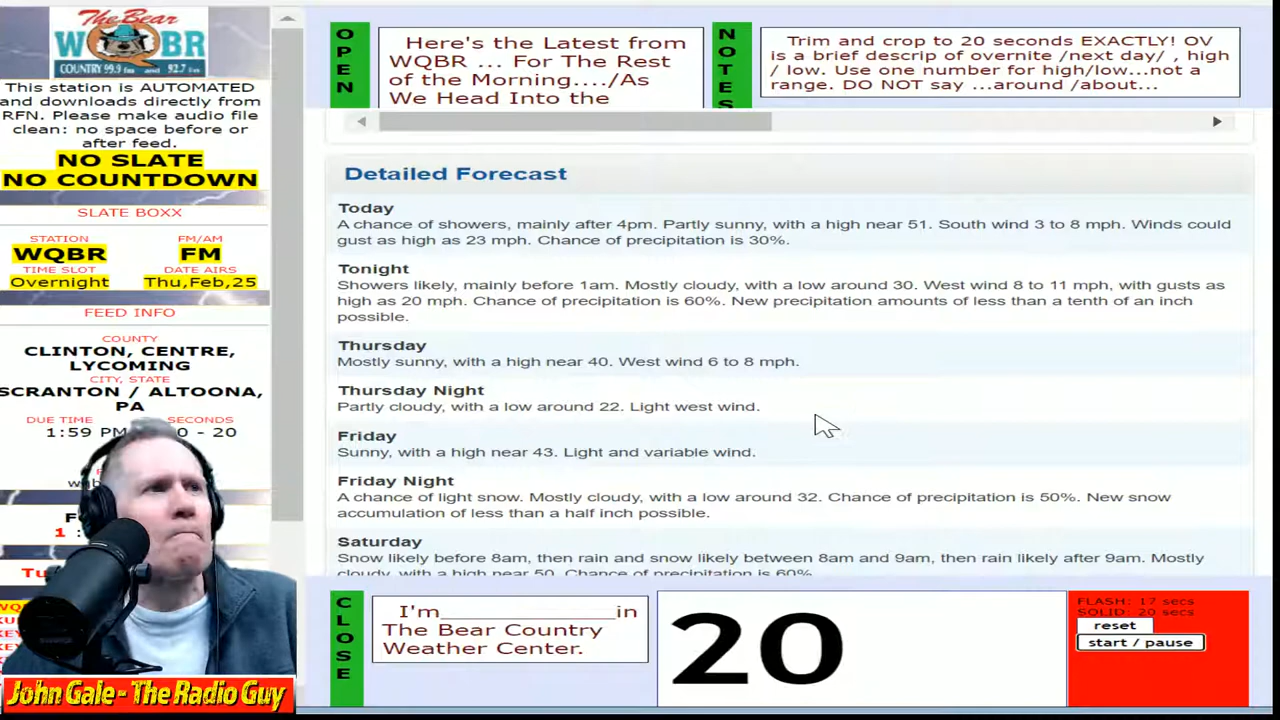 The Bear
WQBR
COUNTRY 99.9 fm and 92.7 fm
This station is AUTOMATED
and downloads directly from
RFN. Please make audio file
clean: no space before or
after feed.
NO SLATE
NO COUNTDOWN
SLATE BOXX
STATION
FM/AM
WQBR
FM
TIME SLOT
DATE AIRS
Overnight
Thu,Feb,25
FEED INFO
COUNTY
CLINTON, CENTRE,
LYCOMING
CITY, STATE
SCRANTON / ALTOONA,
PA
DUE TIME
SECONDS
1:59 PM
0 - 20
John Gale - The Radio Guy
OPEN
Here's the Latest from
WQBR ... For The Rest
of the Morning..../As
We Head Into the
NOTES
Trim and crop to 20 seconds EXACTLY! OV
is a brief descrip of overnite /next day/ , high
/ low. Use one number for high/low...not a
range. DO NOT say ...around /about...
Detailed Forecast
Today
A chance of showers, mainly after 4pm. Partly sunny, with a high near 51. South wind 3 to 8 mph. Winds could
gust as high as 23 mph. Chance of precipitation is 30%.
Tonight
Showers likely, mainly before 1am. Mostly cloudy, with a low around 30. West wind 8 to 11 mph, with gusts as
high as 20 mph. Chance of precipitation is 60%. New precipitation amounts of less than a tenth of an inch
possible.
Thursday
Mostly sunny, with a high near 40. West wind 6 to 8 mph.
Thursday Night
Partly cloudy, with a low around 22. Light west wind.
Friday
Sunny, with a high near 43. Light and variable wind.
Friday Night
A chance of light snow. Mostly cloudy, with a low around 32. Chance of precipitation is 50%. New snow
accumulation of less than a half inch possible.
Saturday
Snow likely before 8am, then rain and snow likely between 8am and 9am, then rain likely after 9am. Mostly
cloudy, with a high near 50. Chance of precipitation is 60%.
CLOSE
I'm______________in
The Bear Country
Weather Center.
20
FLASH: 17 secs
SOLID: 20 secs
reset
start / pause